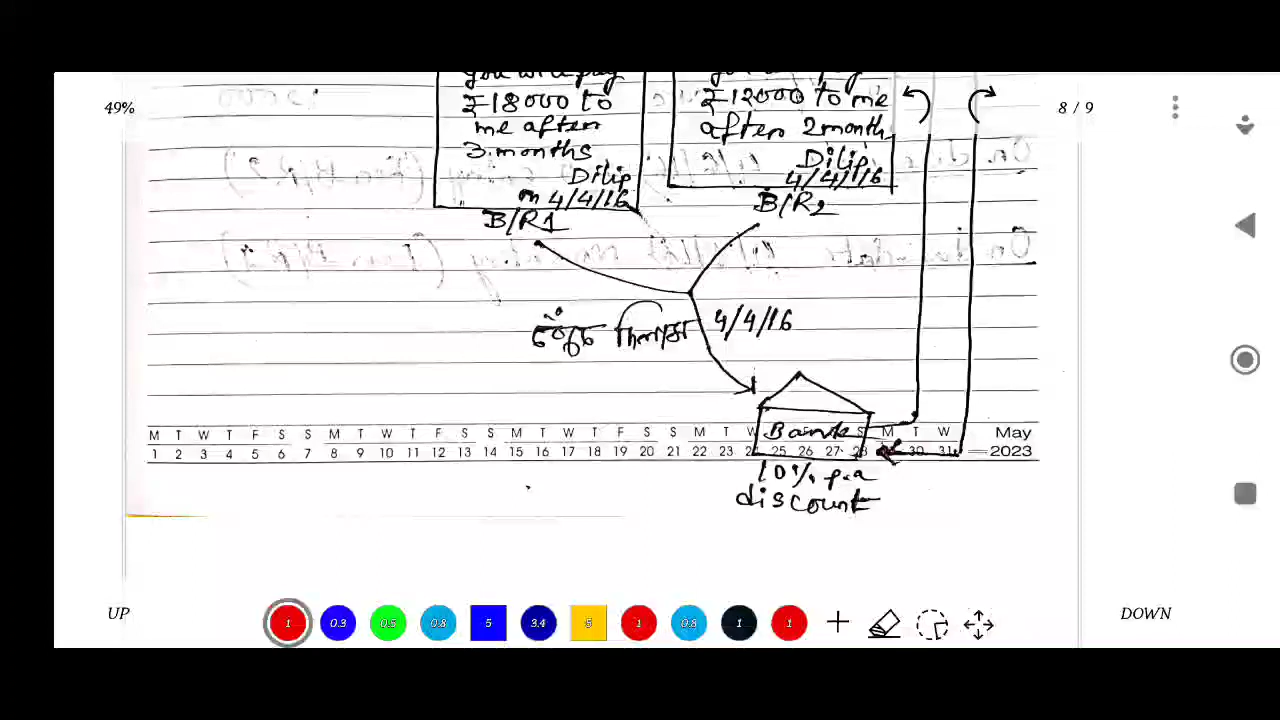 49%
8 / 9
you will pay
₹18000 to
me after
3 months
Dilip
on 4/4/16
B/R1
₹12000 to me
after 2 month
Dilip
4/4/16
B/R2
4/4/16
Bank
M T W T F S S M T W T F S S M T W T F S S M T W S M T W May
1 2 3 4 5 6 7 8 9 10 11 12 13 14 15 16 17 18 19 20 21 22 23 25 26 27 28 30 31 2023
10% p.a
discount
UP
1 0.3 0.5 0.8 5 3.4 5 1 0.8 1 1
DOWN